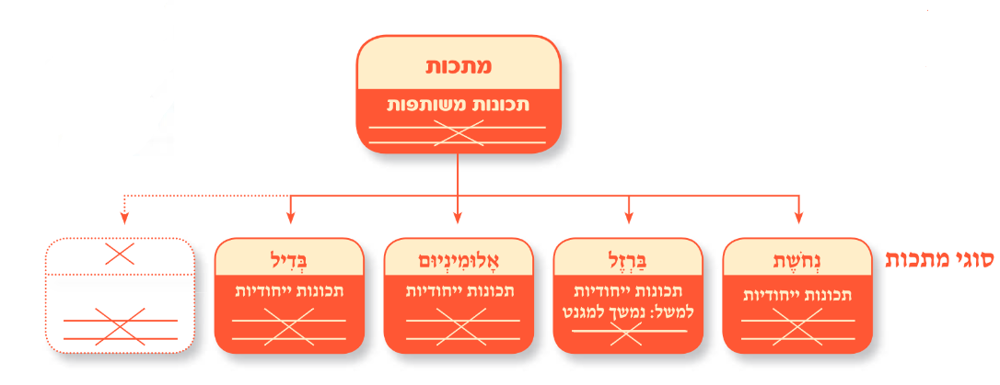 מתכות
תכונות משותפות
סוגי מתכות
נְחֹשֶׁת
תכונות ייחודיות
בַּרְזֶל
תכונות ייחודיות
למשל: נמשך למגנט
אָלוּמִינְיוּם
תכונות ייחודיות
בְּדִיל
תכונות ייחודיות